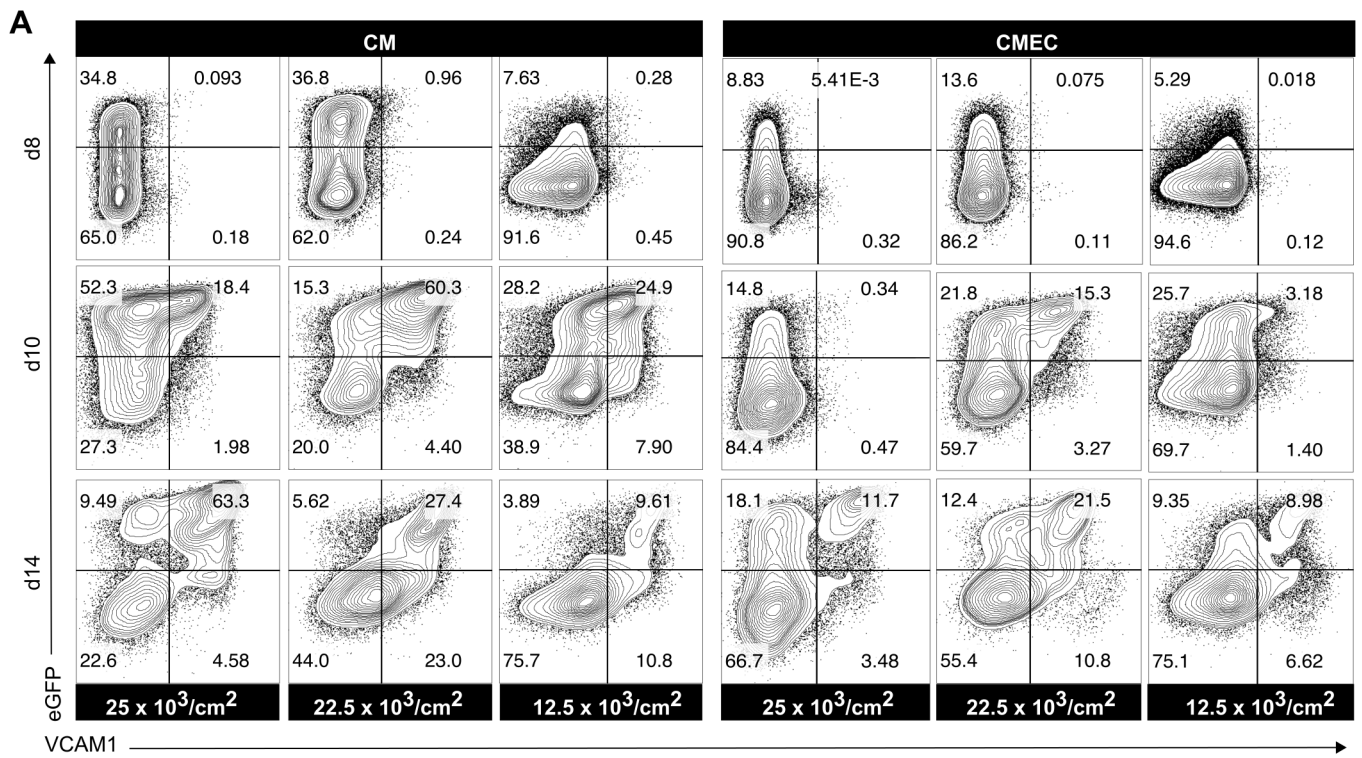 A
CM CMEC
34.8 0.093 36.8 0.96 7.63 0.28 8.83 5.41E-3 13.6 0.075 5.29 0.018
d8
65.0 0.18 62.0 0.24 91.6 0.45 90.8 0.32 86.2 0.11 94.6 0.12
52.3 18.4 15.3 60.3 28.2 24.9 14.8 0.34 21.8 15.3 25.7 3.18
d10
27.3 1.98 20.0 4.40 38.9 7.90 84.4 0.47 59.7 3.27 69.7 1.40
9.49 63.3 5.62 27.4 3.89 9.61 18.1 11.7 12.4 21.5 9.35 8.98
d14
22.6 4.58 44.0 23.0 75.7 10.8 66.7 3.48 55.4 10.8 75.1 6.62
eGFP
25 x 10³/cm² 22.5 x 10³/cm² 12.5 x 10³/cm² 25 x 10³/cm² 22.5 x 10³/cm² 12.5 x 10³/cm²
VCAM1